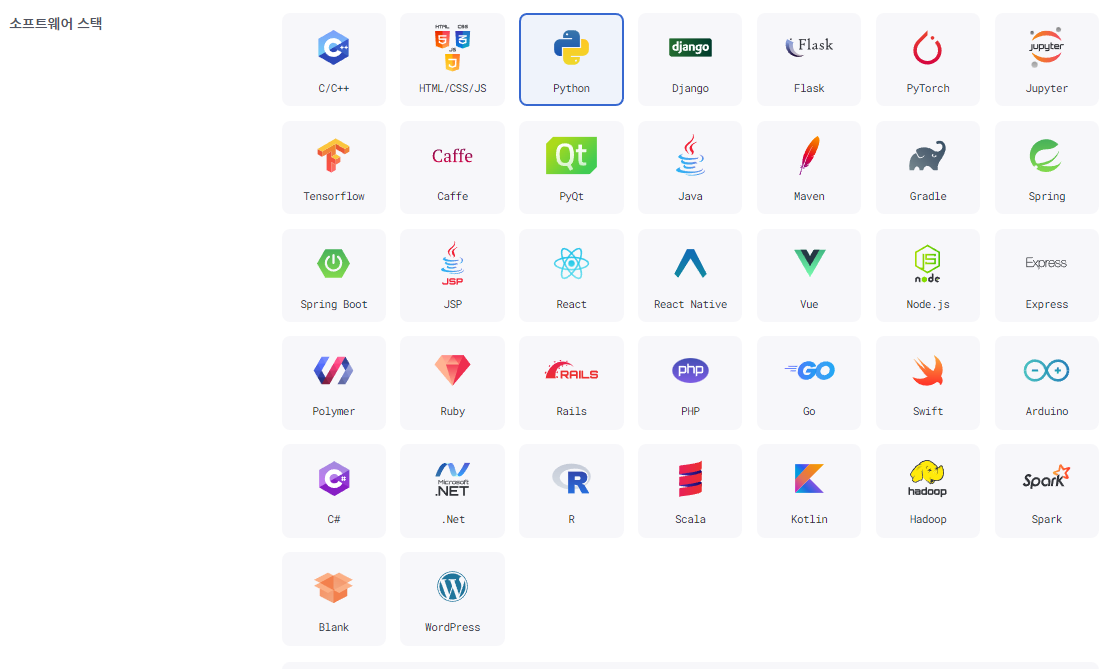 소프트웨어 스택
C/C++
HTML CSS
JS
HTML/CSS/JS
Python
django
Django
Flask
Flask
PyTorch
jupyter
Jupyter
Tensorflow
Caffe
Caffe
Qt
PyQt
Java
Maven
Gradle
Spring
Spring Boot
JSP
JSP
React
React Native
Vue
JS
node
Node.js
Express
Express
Polymer
Ruby
RAILS
Rails
php
PHP
GO
Go
Swift
Arduino
C#
C#
Microsoft
.NET
.Net
R
R
Scala
Kotlin
hadoop
Hadoop
Spark
Spark
Blank
W
WordPress